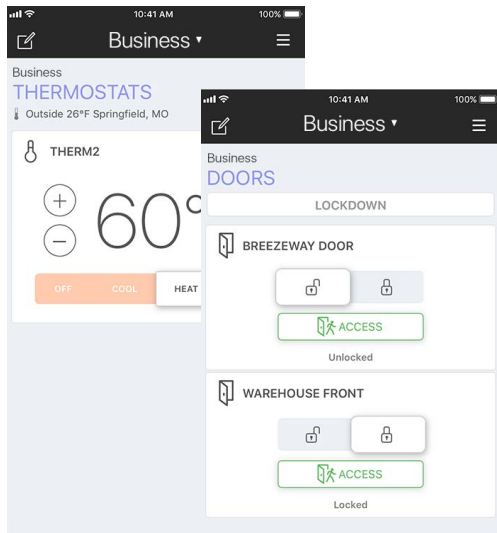 10:41 AM
100%
Business ▾
Business
THERMOSTATS
Outside 26°F Springfield, MO
THERM2
60°
OFF COOL HEAT
10:41 AM
100%
Business ▾
Business
DOORS
LOCKDOWN
BREEZEWAY DOOR
ACCESS
Unlocked
WAREHOUSE FRONT
ACCESS
Locked